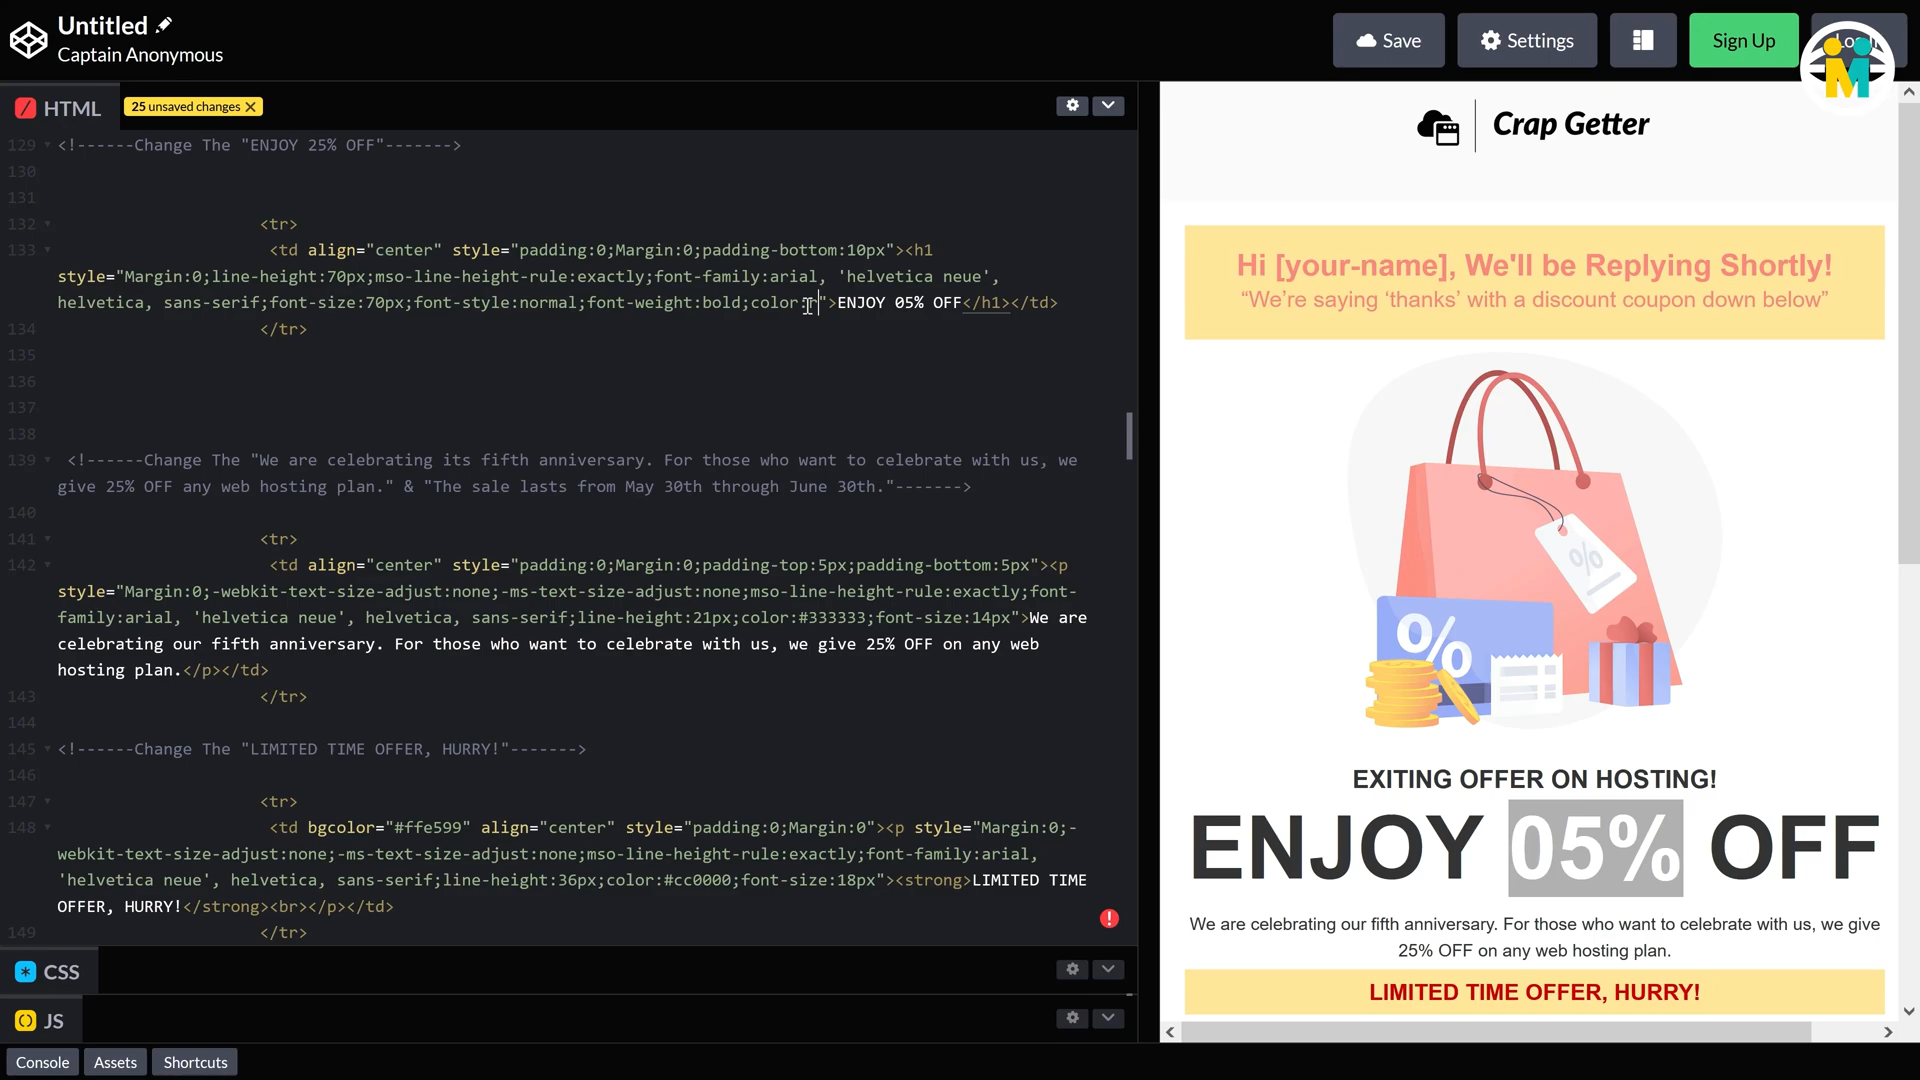 Untitled
Captain Anonymous
Save
Settings
Sign Up
M
HTML
25 unsaved changes
129 <!------Change The "ENJOY 25% OFF"------->
130
131
132 <tr>
133 <td align="center" style="padding:0;Margin:0;padding-bottom:10px"><h1
style="Margin:0;line-height:70px;mso-line-height-rule:exactly;font-family:arial, 'helvetica neue',
helvetica, sans-serif;font-size:70px;font-style:normal;font-weight:bold;color:r">ENJOY 05% OFF</h1></td>
134 </tr>
135
136
137
138
139 <!------Change The "We are celebrating its fifth anniversary. For those who want to celebrate with us, we
give 25% OFF any web hosting plan." & "The sale lasts from May 30th through June 30th."------->
140
141 <tr>
142 <td align="center" style="padding:0;Margin:0;padding-top:5px;padding-bottom:5px"><p
style="Margin:0;-webkit-text-size-adjust:none;-ms-text-size-adjust:none;mso-line-height-rule:exactly;font-
family:arial, 'helvetica neue', helvetica, sans-serif;line-height:21px;color:#333333;font-size:14px">We are
celebrating our fifth anniversary. For those who want to celebrate with us, we give 25% OFF on any web
hosting plan.</p></td>
143 </tr>
144
145 <!------Change The "LIMITED TIME OFFER, HURRY!"------->
146
147 <tr>
148 <td bgcolor="#ffe599" align="center" style="padding:0;Margin:0"><p style="Margin:0;-
webkit-text-size-adjust:none;-ms-text-size-adjust:none;mso-line-height-rule:exactly;font-family:arial,
'helvetica neue', helvetica, sans-serif;line-height:36px;color:#cc0000;font-size:18px"><strong>LIMITED TIME
OFFER, HURRY!</strong><br></p></td>
149 </tr>
CSS
JS
Console
Assets
Shortcuts
Crap Getter
Hi [your-name], We'll be Replying Shortly!
“We’re saying ‘thanks’ with a discount coupon down below”
%
%
EXITING OFFER ON HOSTING!
ENJOY 05% OFF
We are celebrating our fifth anniversary. For those who want to celebrate with us, we give
25% OFF on any web hosting plan.
LIMITED TIME OFFER, HURRY!